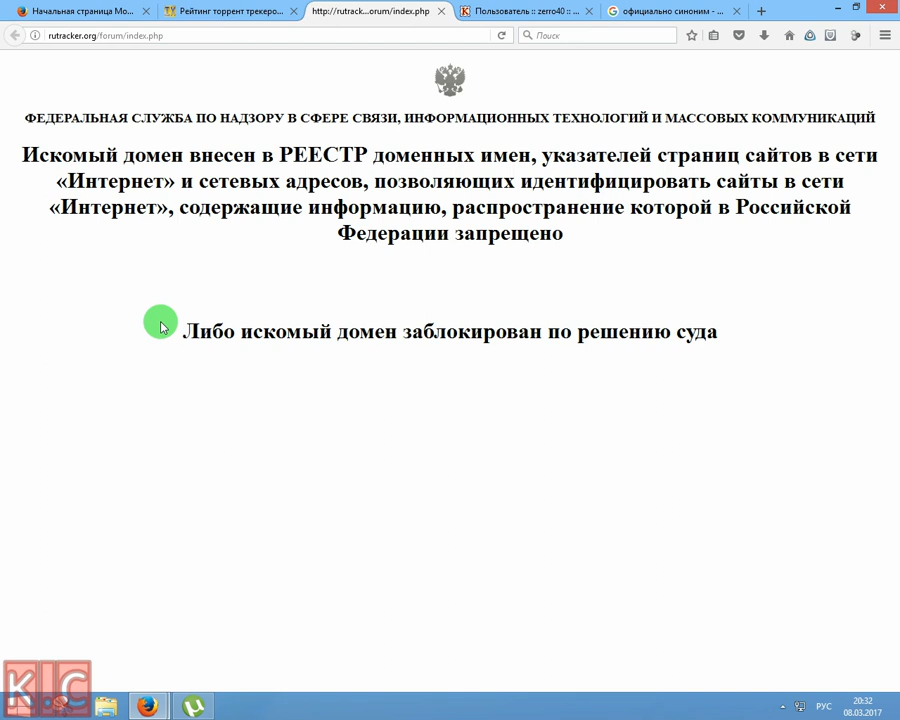 Начальная страница Mo...
Рейтинг торрент трекеро...
http://rutrack...orum/index.php
Пользователь :: zerro40 :: ...
официально синоним - ...
rutracker.org/forum/index.php
Поиск
ФЕДЕРАЛЬНАЯ СЛУЖБА ПО НАДЗОРУ В СФЕРЕ СВЯЗИ, ИНФОРМАЦИОННЫХ ТЕХНОЛОГИЙ И МАССОВЫХ КОММУНИКАЦИЙ
Искомый домен внесен в РЕЕСТР доменных имен, указателей страниц сайтов в сети
«Интернет» и сетевых адресов, позволяющих идентифицировать сайты в сети
«Интернет», содержащие информацию, распространение которой в Российской
Федерации запрещено
Либо искомый домен заблокирован по решению суда
K.C
РУС
20:32
08.03.2017